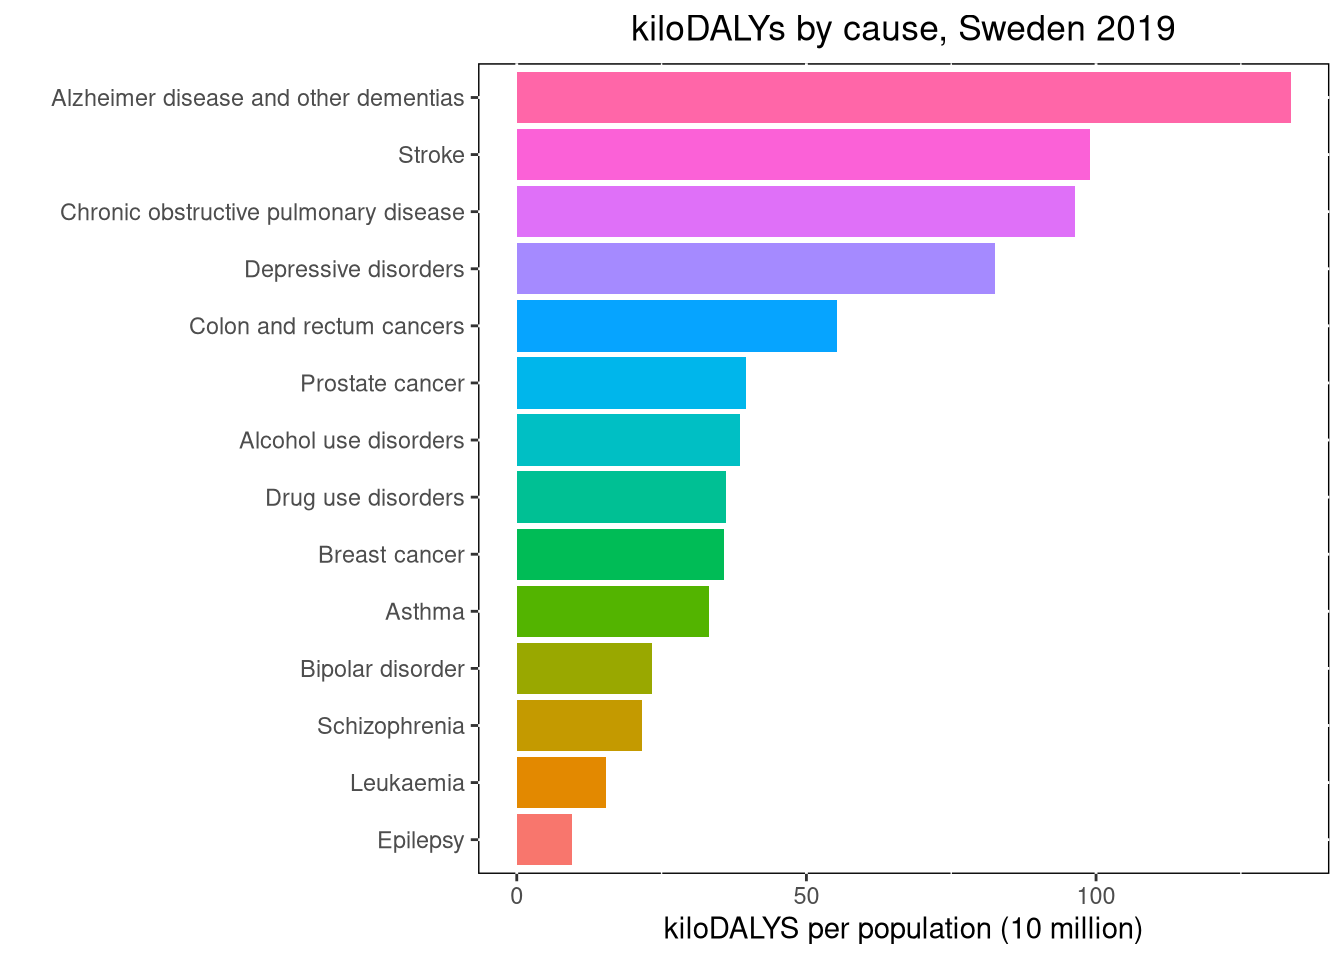 kiloDALYs by cause, Sweden 2019
Alzheimer disease and other dementias
Stroke
Chronic obstructive pulmonary disease
Depressive disorders
Colon and rectum cancers
Prostate cancer
Alcohol use disorders
Drug use disorders
Breast cancer
Asthma
Bipolar disorder
Schizophrenia
Leukaemia
Epilepsy
0 50 100
kiloDALYS per population (10 million)